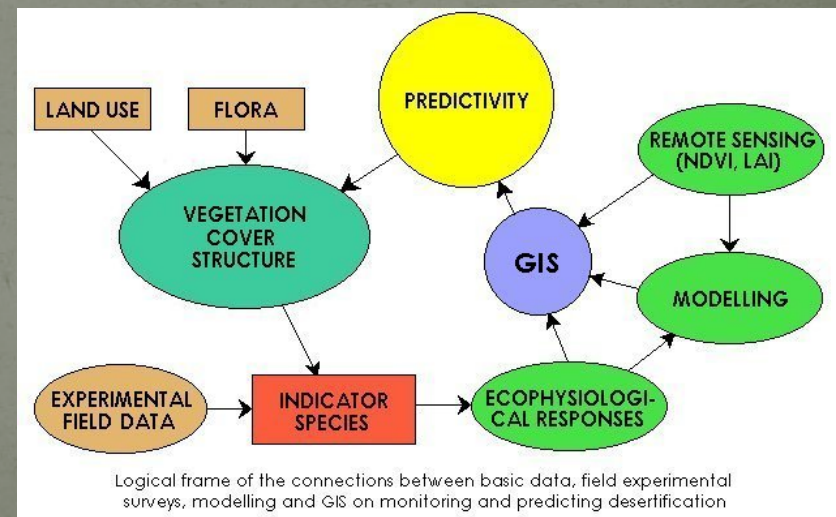 LAND USE
FLORA
PREDICTIVITY
REMOTE SENSING
(NDVI, LAI)
VEGETATION
COVER
STRUCTURE
GIS
MODELLING
EXPERIMENTAL
FIELD DATA
INDICATOR
SPECIES
ECOPHYSIOLOGI-
CAL RESPONSES
Logical frame of the connections between basic data, field experimental
surveys, modelling and GIS on monitoring and predicting desertification